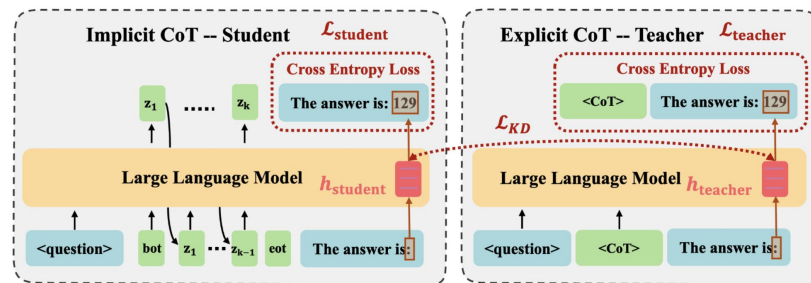 Implicit CoT -- Student
ℒstudent
Cross Entropy Loss
The answer is: 129
z₁
zₖ
Large Language Model
hstudent
<question>
bot
z₁
zₖ₋₁
eot
The answer is:
ℒKD
Explicit CoT -- Teacher
ℒteacher
Cross Entropy Loss
<CoT>
The answer is: 129
Large Language Model
hteacher
<question>
<CoT>
The answer is: